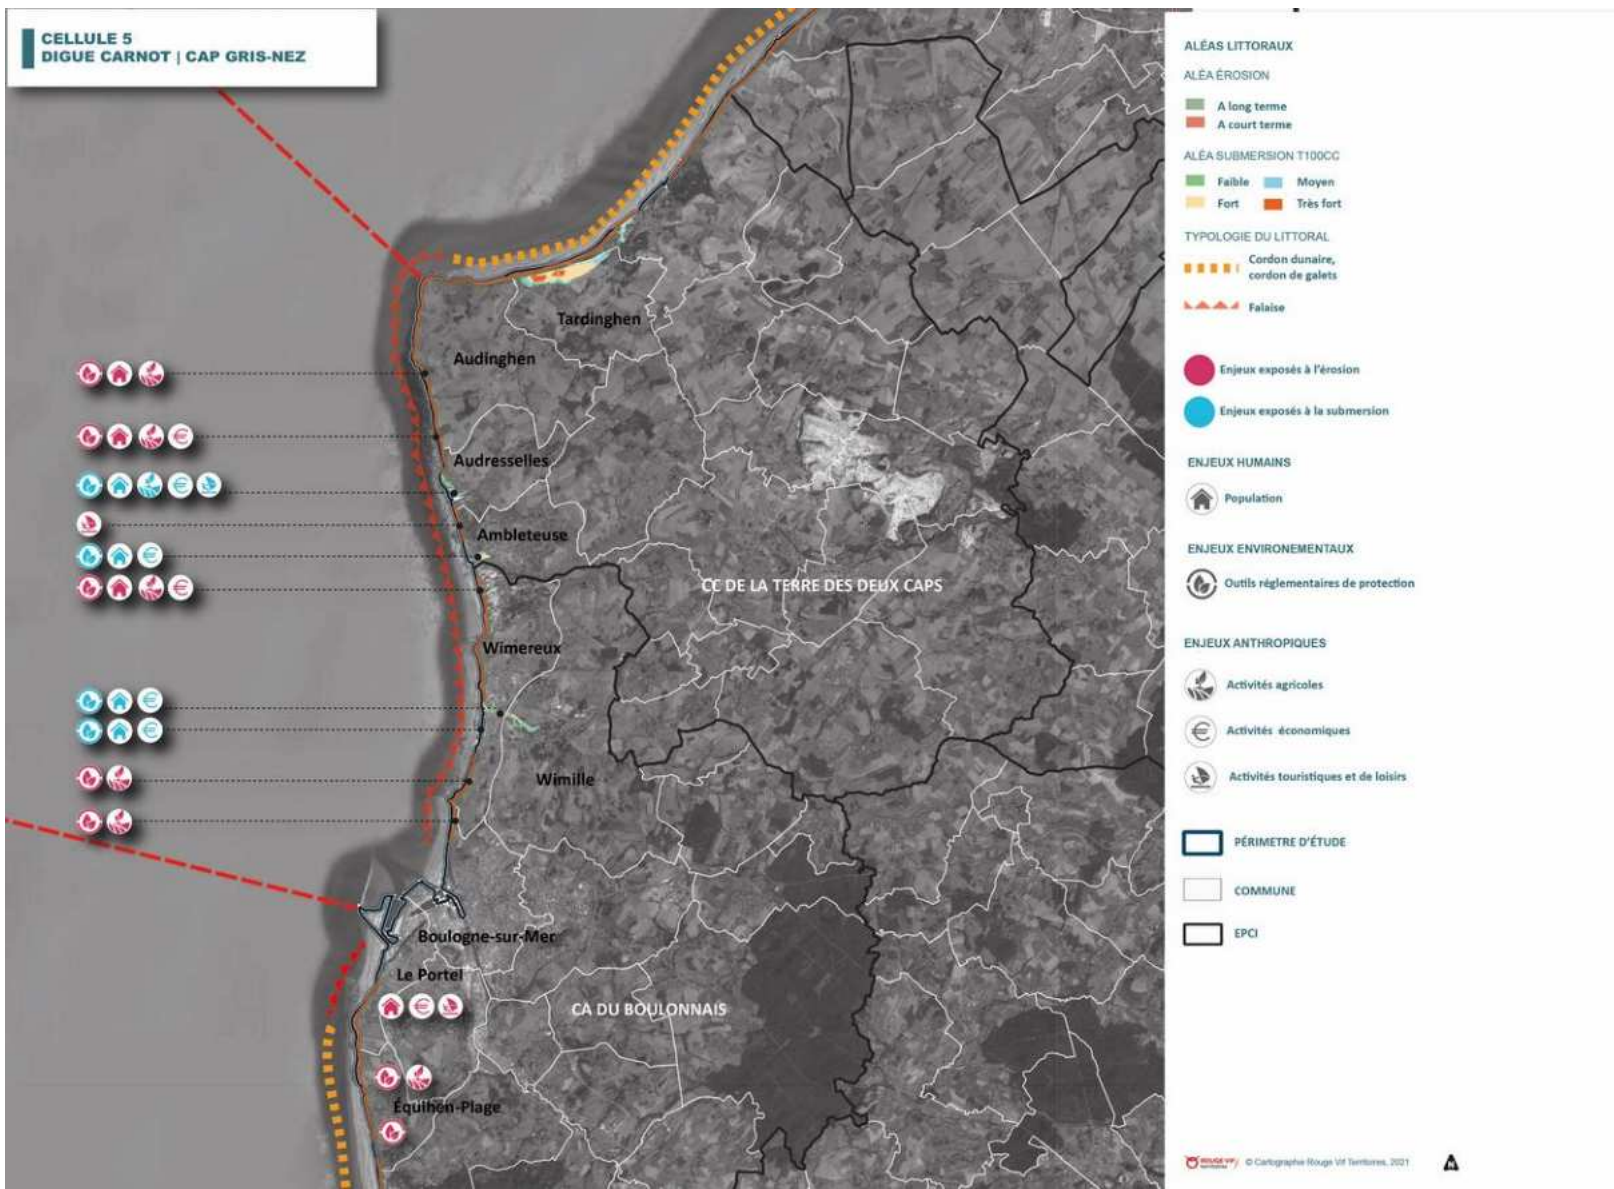 CELLULE 5
DIGUE CARNOT | CAP GRIS-NEZ
Tardinghen
Audinghen
Audresselles
Ambleteuse
CC DE LA TERRE DES DEUX CAPS
Wimereux
Wimille
Boulogne-sur-Mer
Le Portel
CA DU BOULONNAIS
Équihen-Plage
ALÉAS LITTORAUX
ALÉA ÉROSION
A long terme
A court terme
ALÉA SUBMERSION T100CC
Faible Moyen
Fort Très fort
TYPOLOGIE DU LITTORAL
Cordon dunaire,
cordon de galets
Falaise
Enjeux exposés à l'érosion
Enjeux exposés à la submersion
ENJEUX HUMAINS
Population
ENJEUX ENVIRONEMENTAUX
Outils réglementaires de protection
ENJEUX ANTHROPIQUES
Activités agricoles
Activités économiques
Activités touristiques et de loisirs
PÉRIMETRE D'ÉTUDE
COMMUNE
EPCI
ROUGE VIF
© Cartographie Rouge Vif Territoires, 2021
N